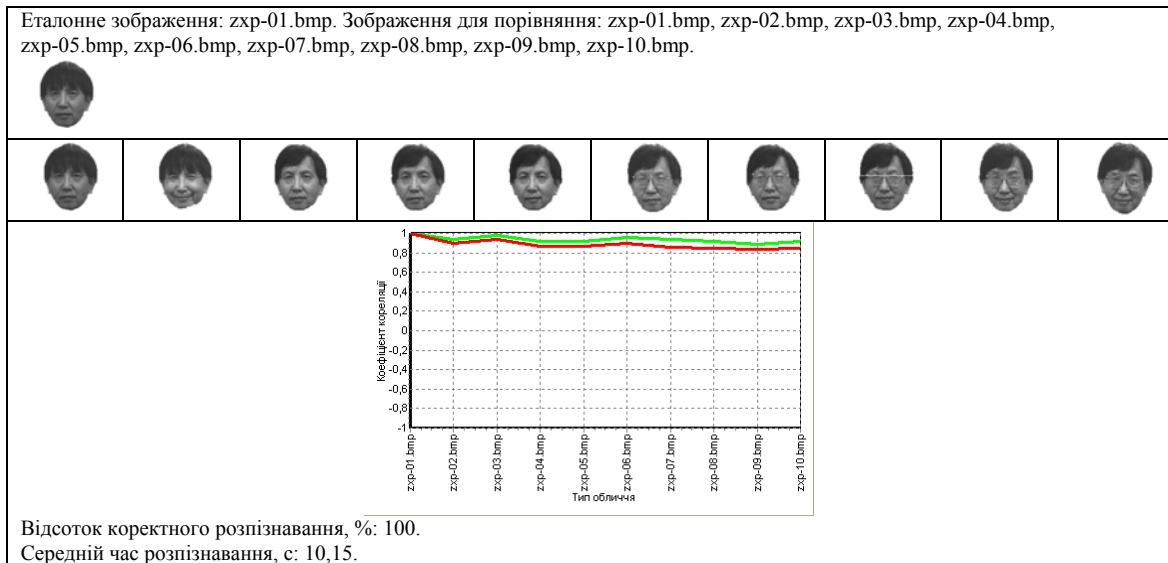 Еталонне зображення: zxp-01.bmp. Зображення для порівняння: zxp-01.bmp, zxp-02.bmp, zxp-03.bmp, zxp-04.bmp,
zxp-05.bmp, zxp-06.bmp, zxp-07.bmp, zxp-08.bmp, zxp-09.bmp, zxp-10.bmp.
1
0,8
0,6
0,4
0,2
0
-0,2
-0,4
-0,6
-0,8
-1
Коефіцієнт кореляції
zxp-01.bmp
zxp-02.bmp
zxp-03.bmp
zxp-04.bmp
zxp-05.bmp
zxp-06.bmp
zxp-07.bmp
zxp-08.bmp
zxp-09.bmp
zxp-10.bmp
Тип обличчя
Відсоток коректного розпізнавання, %: 100.
Середній час розпізнавання, с: 10,15.